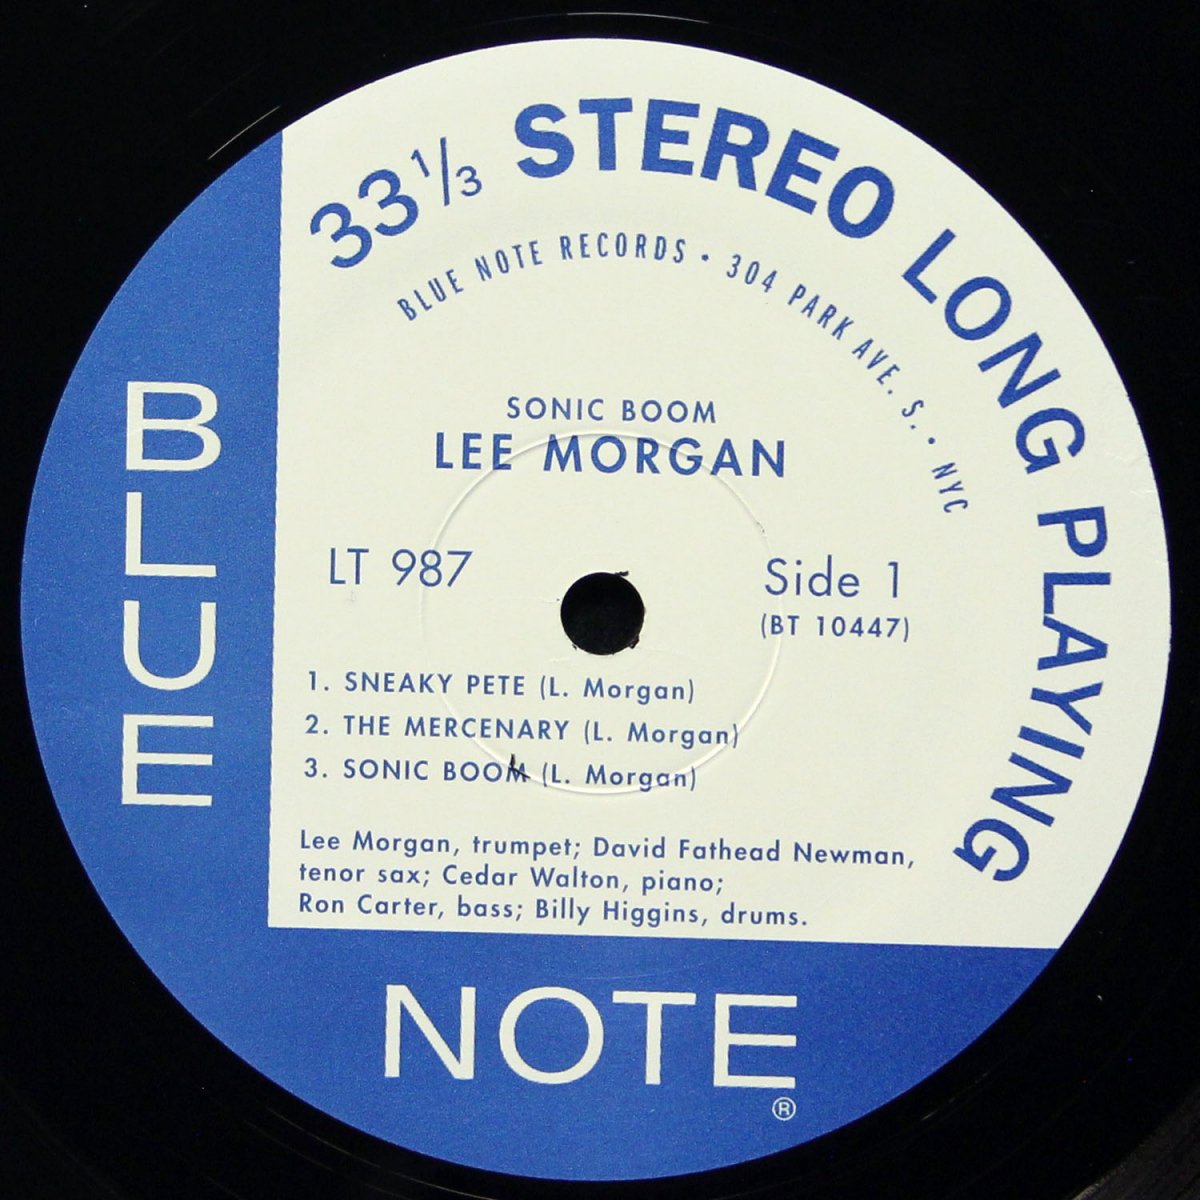 33 1/3 STEREO LONG PLAYING
BLUE NOTE RECORDS · 304 PARK AVE. S. · NYC
SONIC BOOM
LEE MORGAN
LT 987
Side 1
(BT 10447)
1. SNEAKY PETE (L. Morgan)
2. THE MERCENARY (L. Morgan)
3. SONIC BOOM (L. Morgan)
Lee Morgan, trumpet; David Fathead Newman,
tenor sax; Cedar Walton, piano;
Ron Carter, bass; Billy Higgins, drums.
BLUE
NOTE
®